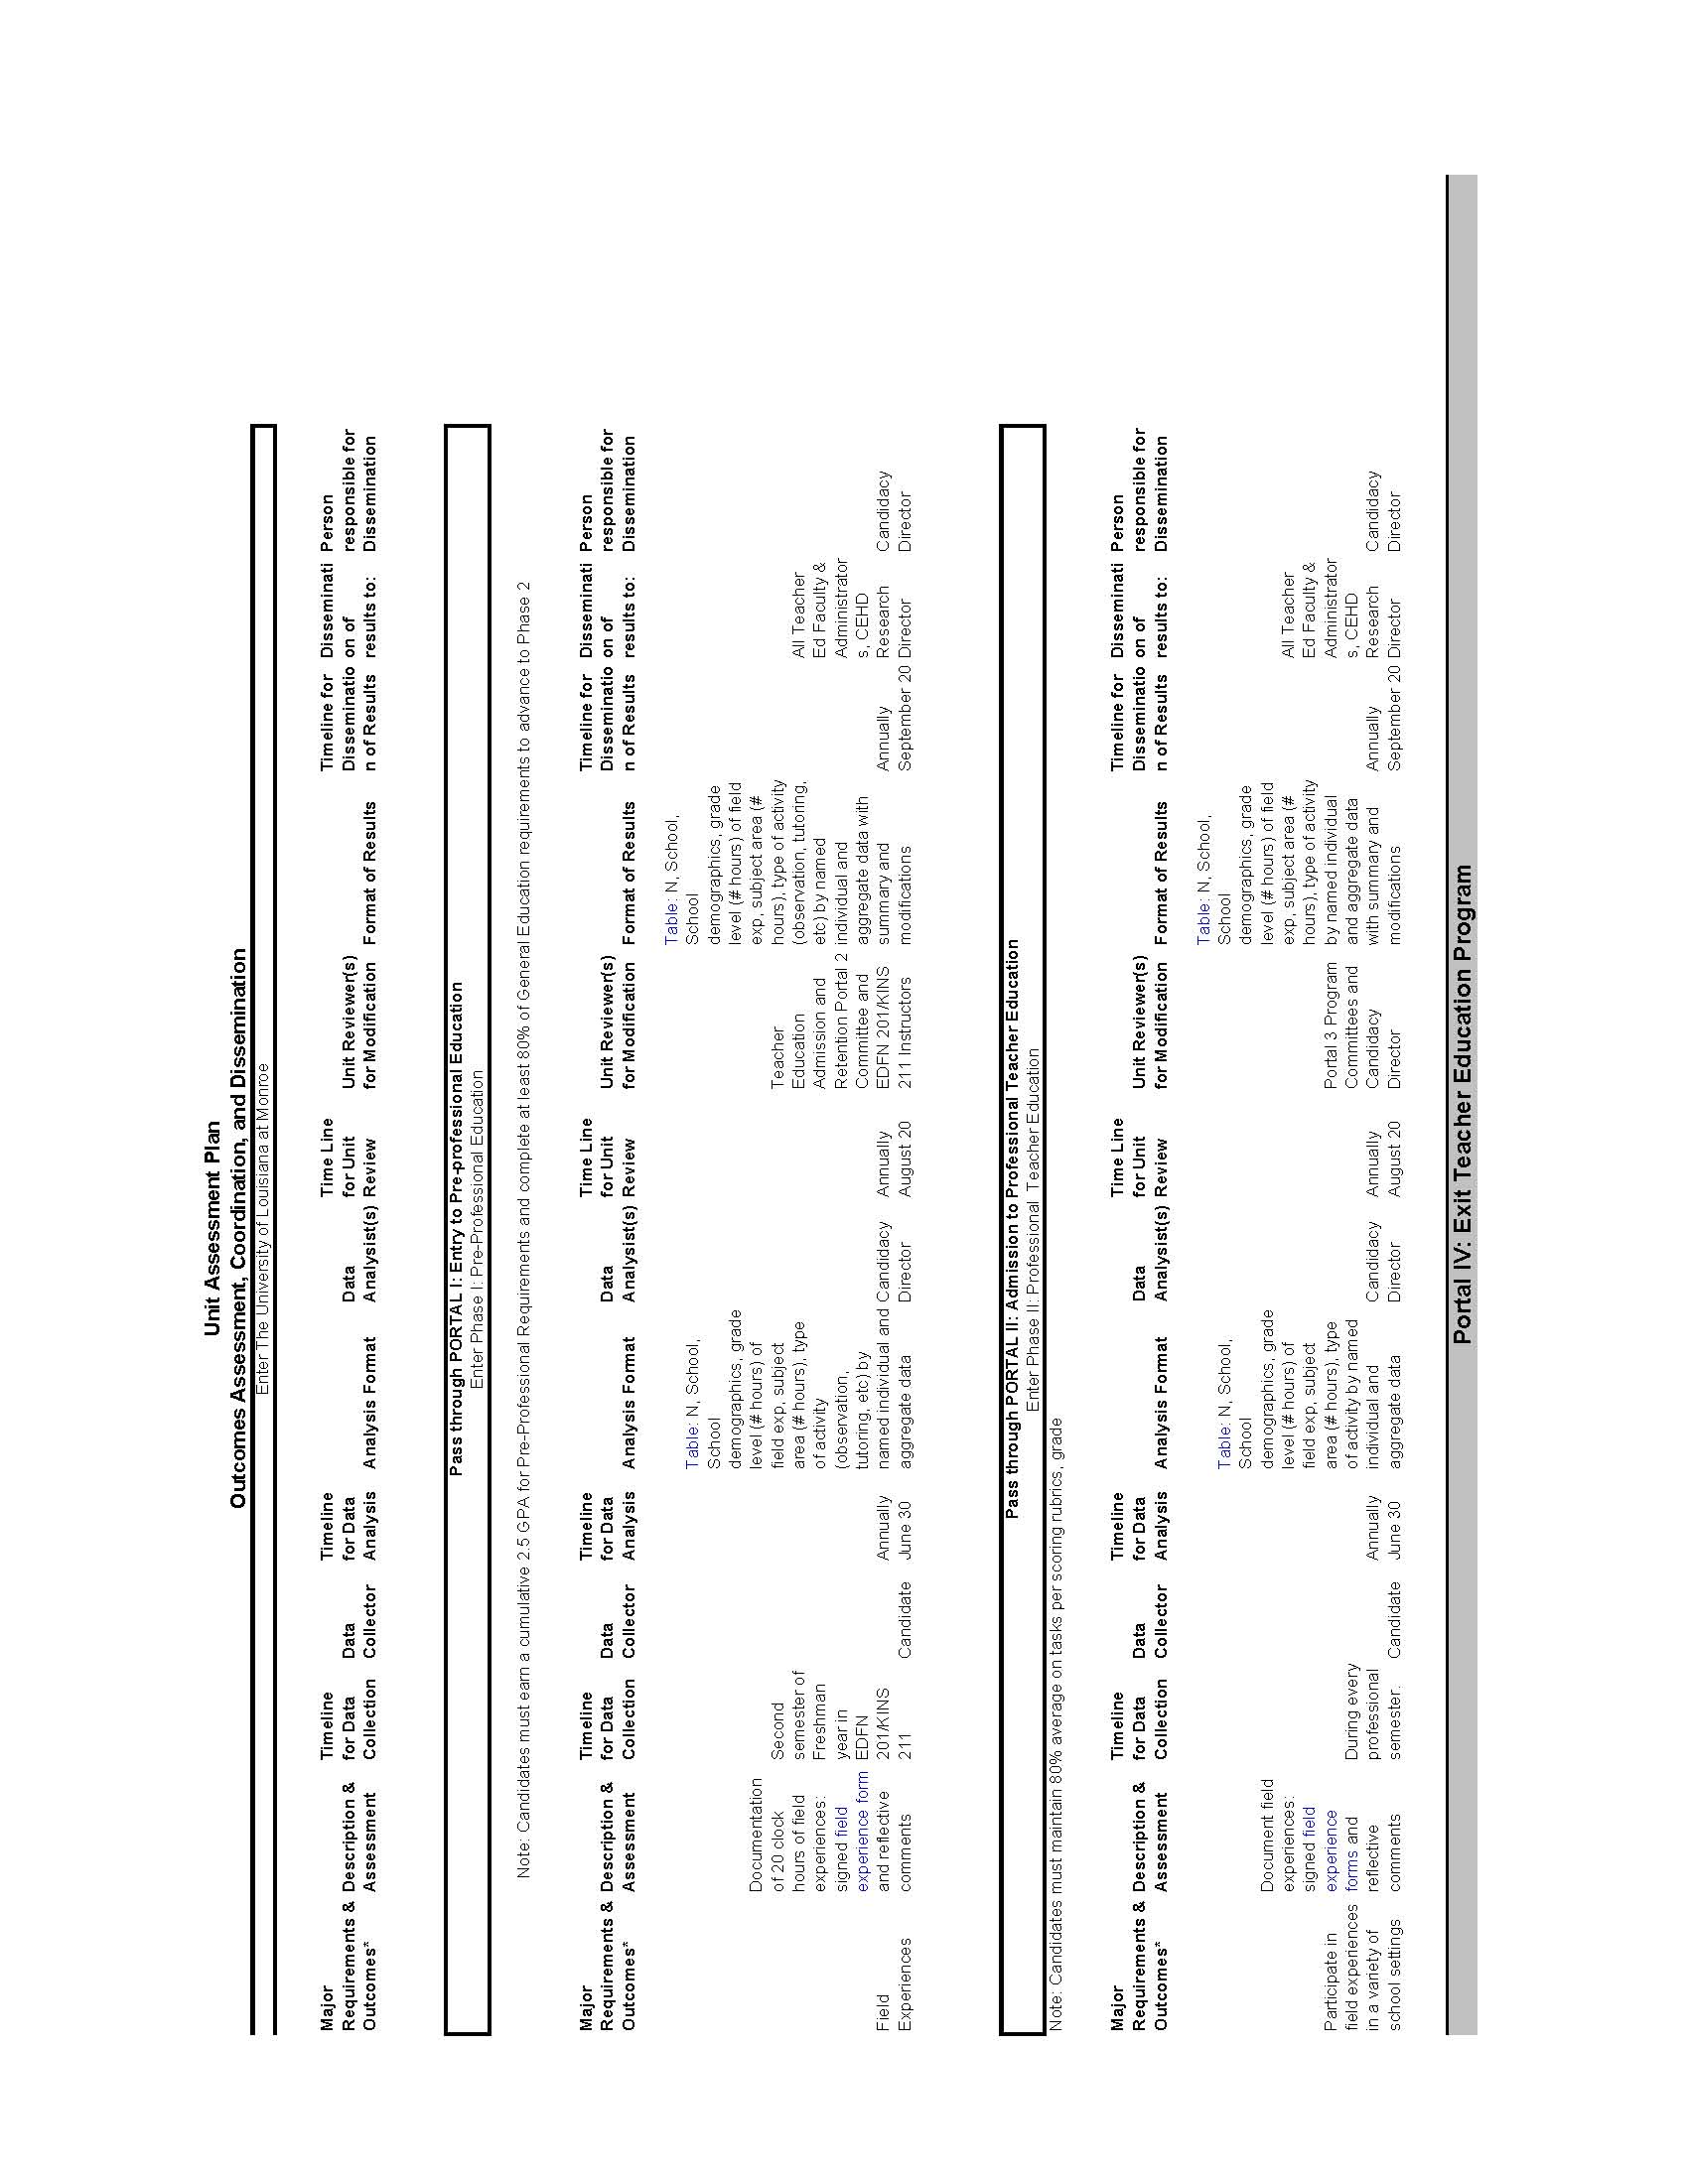 Unit Assessment Plan
Outcomes Assessment, Coordination, and Dissemination
Enter The University of Louisiana at Monroe
Major
Requirements &
Outcomes*
Description &
Assessment
Timeline
for Data
Collection
Data
Collector
Timeline
for Data
Analysis
Analysis Format
Data
Analysist(s)
Time Line
for Unit
Review
Unit Reviewer(s)
for Modification
Format of Results
Timeline for
Disseminatio
n of Results
Disseminati
on of
results to:
Person
responsible for
Dissemination
Pass through PORTAL I: Entry to Pre-professional Education
Enter Phase I: Pre-Professional Education
Note: Candidates must earn a cumulative 2.5 GPA for Pre-Professional Requirements and complete at least 80% of General Education requirements to advance to Phase 2
Major
Requirements &
Outcomes*
Description &
Assessment
Timeline
for Data
Collection
Data
Collector
Timeline
for Data
Analysis
Analysis Format
Data
Analysist(s)
Time Line
for Unit
Review
Unit Reviewer(s)
for Modification
Format of Results
Timeline for
Disseminatio
n of Results
Disseminati
on of
results to:
Person
responsible for
Dissemination
Field
Experiences
Documentation
of 20 clock
hours of field
experiences:
signed field
experience form
and reflective
comments
Second
semester of
Freshman
year in
EDFN
201/KINS
211
Candidate
Annually
June 30
Table: N, School,
School
demographics, grade
level (# hours) of
field exp, subject
area (# hours), type
of activity
(observation,
tutoring, etc) by
named individual and
aggregate data
Candidacy
Director
Annually
August 20
Teacher
Education
Admission and
Retention Portal 2
Committee and
EDFN 201/KINS
211 Instructors
Table: N, School,
School
demographics, grade
level (# hours) of field
exp, subject area (#
hours), type of activity
(observation, tutoring,
etc) by named
individual and
aggregate data with
summary and
modifications
Annually
September 20
All Teacher
Ed Faculty &
Administrator
s, CEHD
Research
Director
Candidacy
Director
Pass through PORTAL II: Admission to Professional Teacher Education
Enter Phase II: Professional Teacher Education
Note: Candidates must maintain 80% average on tasks per scoring rubrics, grade
Major
Requirements &
Outcomes*
Description &
Assessment
Timeline
for Data
Collection
Data
Collector
Timeline
for Data
Analysis
Analysis Format
Data
Analysist(s)
Time Line
for Unit
Review
Unit Reviewer(s)
for Modification
Format of Results
Timeline for
Disseminatio
n of Results
Disseminati
on of
results to:
Person
responsible for
Dissemination
Participate in
field experiences
in a variety of
school settings
Document field
experiences:
signed field
experience
forms and
reflective
comments
During every
professional
semester.
Candidate
Annually
June 30
Table: N, School,
School
demographics, grade
level (# hours) of
field exp, subject
area (# hours), type
of activity by named
individual and
aggregate data
Candidacy
Director
Annually
August 20
Portal 3 Program
Committees and
Candidacy
Director
Table: N, School,
School
demographics, grade
level (# hours) of field
exp, subject area (#
hours), type of activity
by named individual
and aggregate data
with summary and
modifications
Annually
September 20
All Teacher
Ed Faculty &
Administrator
s, CEHD
Research
Director
Candidacy
Director
Portal IV: Exit Teacher Education Program